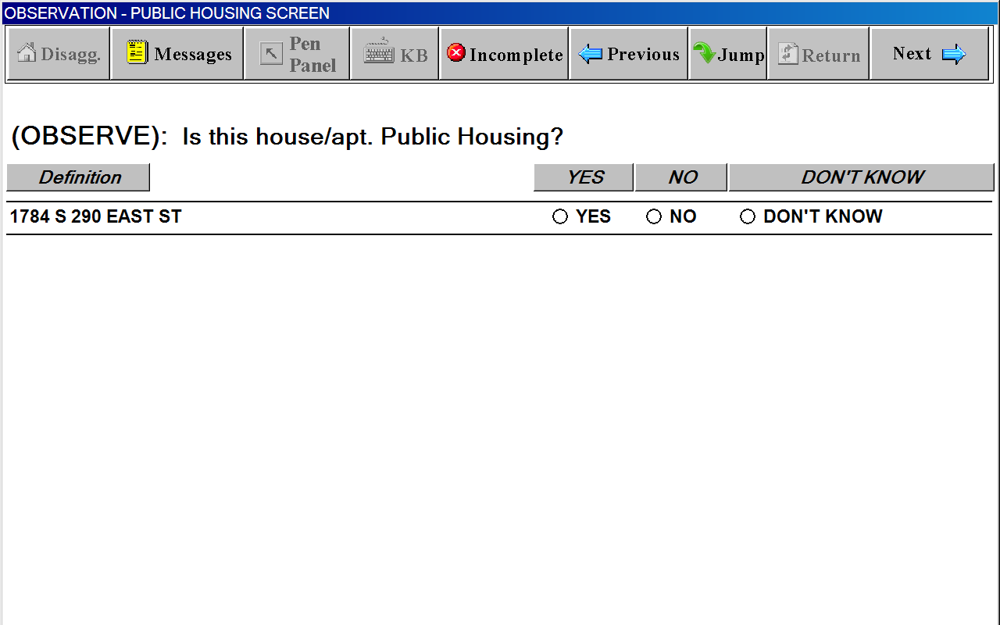 OBSERVATION - PUBLIC HOUSING SCREEN
Disagg. Messages Pen Panel KB Incomplete Previous Jump Return Next
(OBSERVE): Is this house/apt. Public Housing?
Definition YES NO DON'T KNOW
1784 S 290 EAST ST YES NO DON'T KNOW